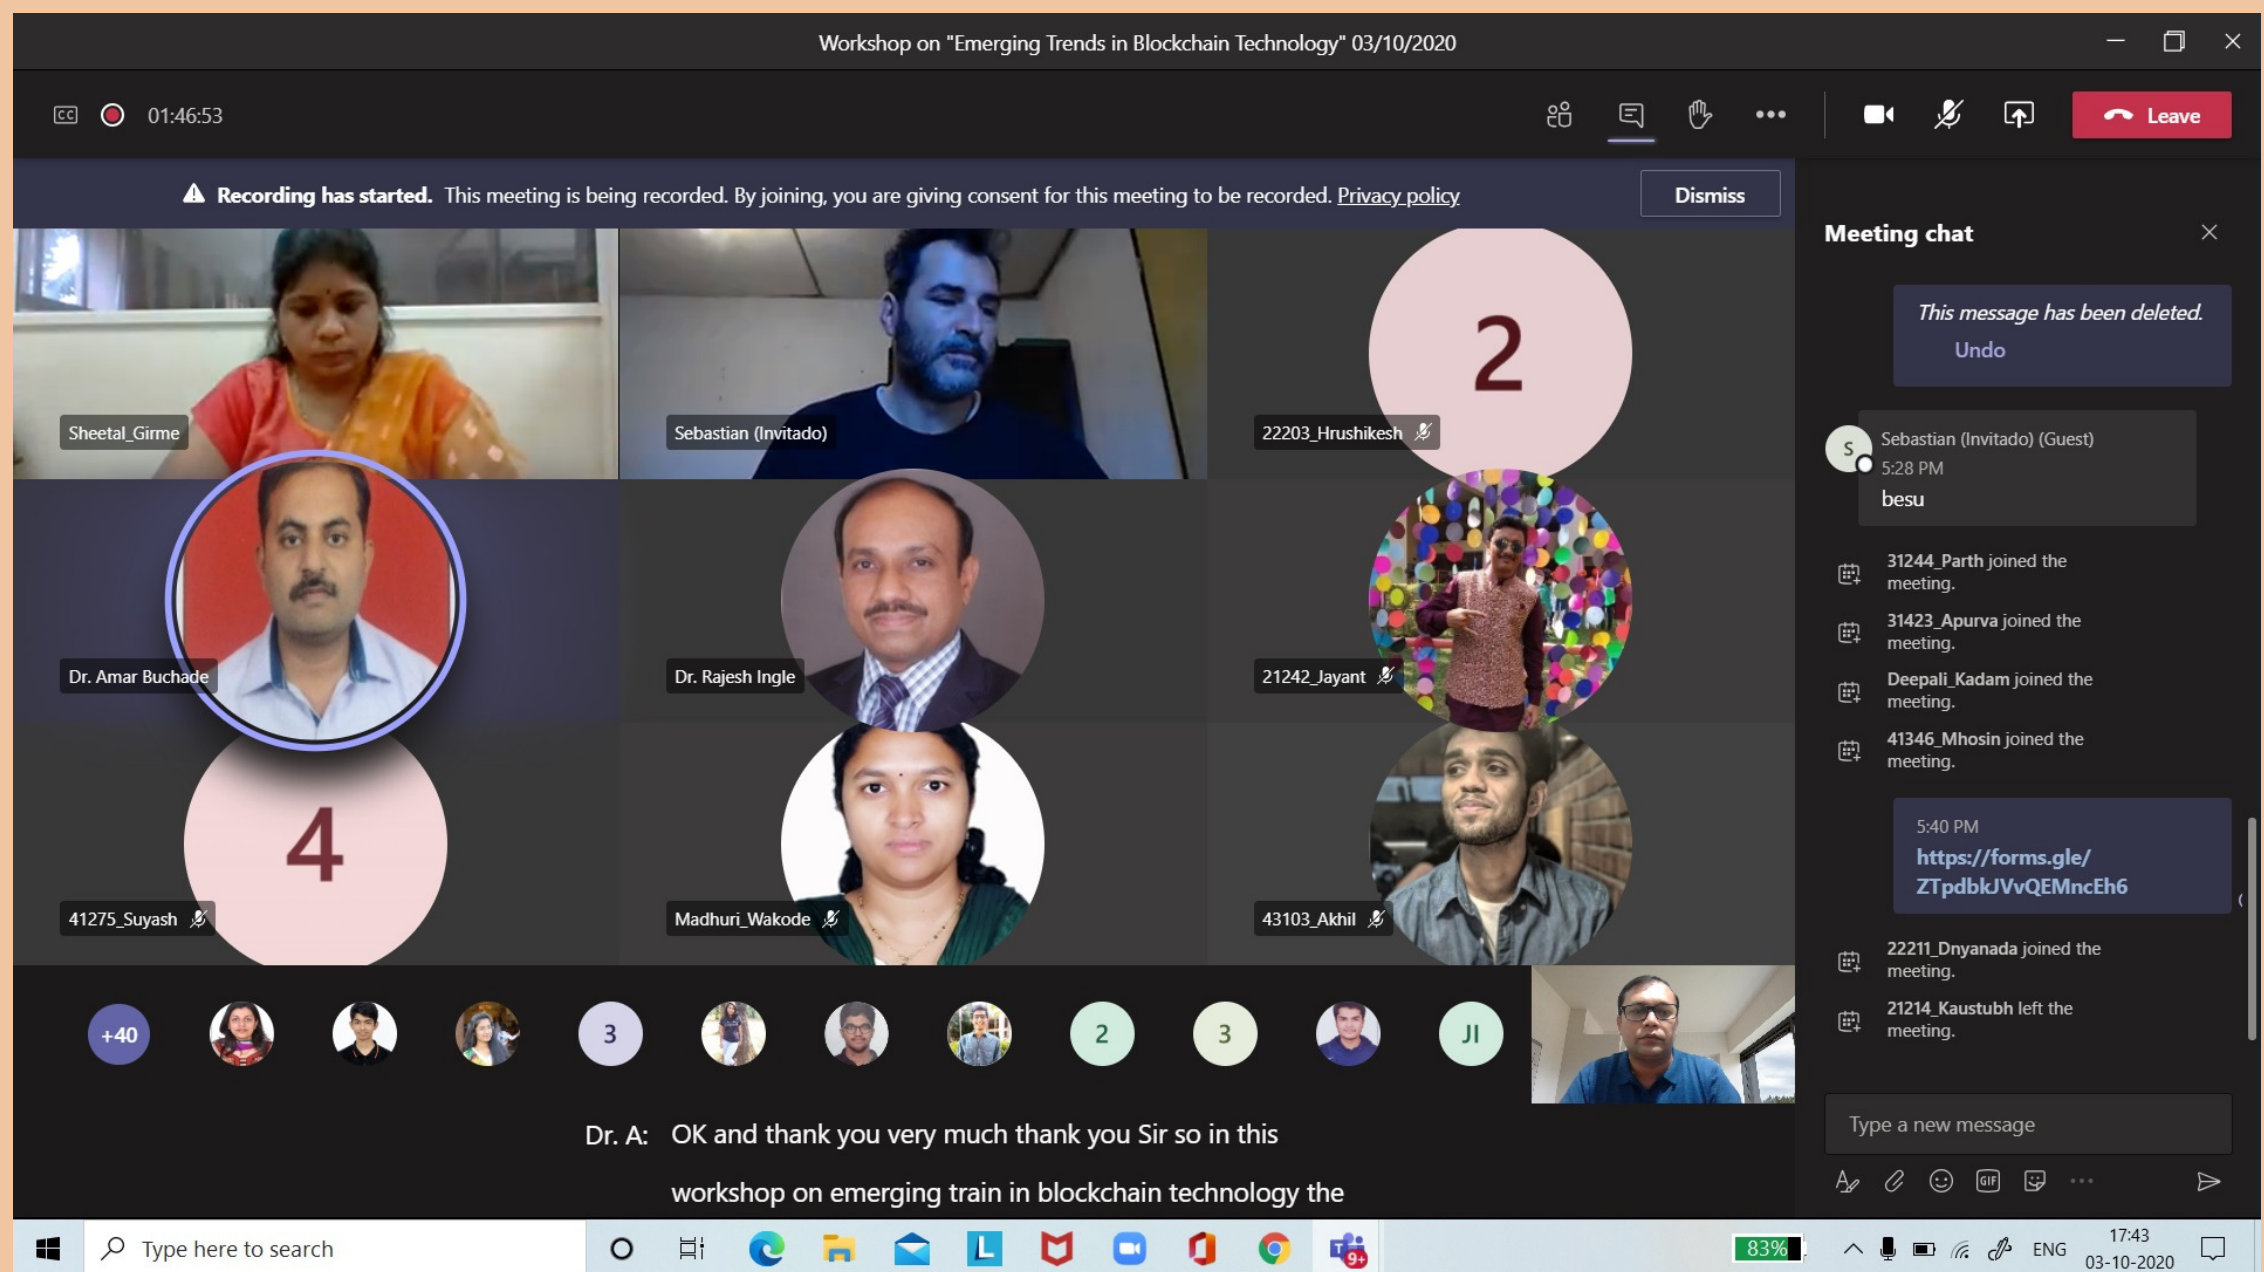 Workshop on "Emerging Trends in Blockchain Technology" 03/10/2020
CC 01:46:53
Leave
Recording has started. This meeting is being recorded. By joining, you are giving consent for this meeting to be recorded. Privacy policy
Dismiss
Sheetal_Girme
Sebastian (Invitado)
2
22203_Hrushikesh
Dr. Amar Buchade
Dr. Rajesh Ingle
21242_Jayant
4
41275_Suyash
Madhuri_Wakode
43103_Akhil
+40
3
2
3
JI
Dr. A: OK and thank you very much thank you Sir so in this
workshop on emerging train in blockchain technology the
Meeting chat
This message has been deleted.
Undo
S
Sebastian (Invitado) (Guest)
5:28 PM
besu
31244_Parth joined the
meeting.
31423_Apurva joined the
meeting.
Deepali_Kadam joined the
meeting.
41346_Mhosin joined the
meeting.
5:40 PM
https://forms.gle/
ZTpdbkJVvQEMncEh6
22211_Dnyanada joined the
meeting.
21214_Kaustubh left the
meeting.
Type a new message
GIF
Type here to search
L
T
9+
83%
ENG
17:43
03-10-2020